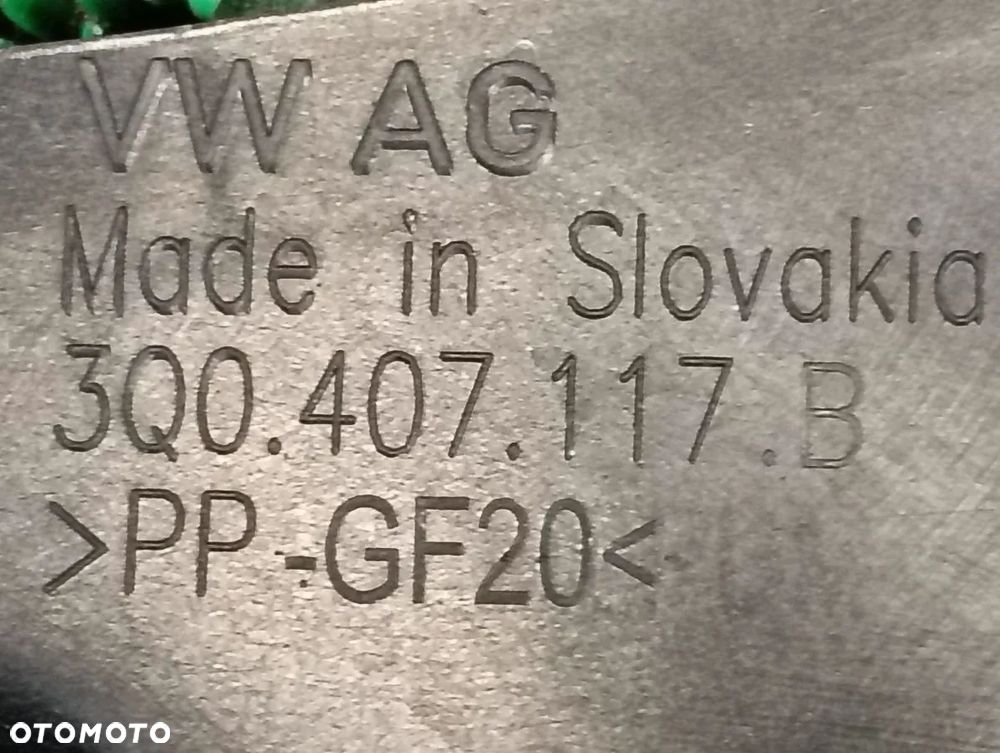 VW AG
Made in Slovakia
3Q0.407.117.B
>PP-GF20<
OTOMOTO